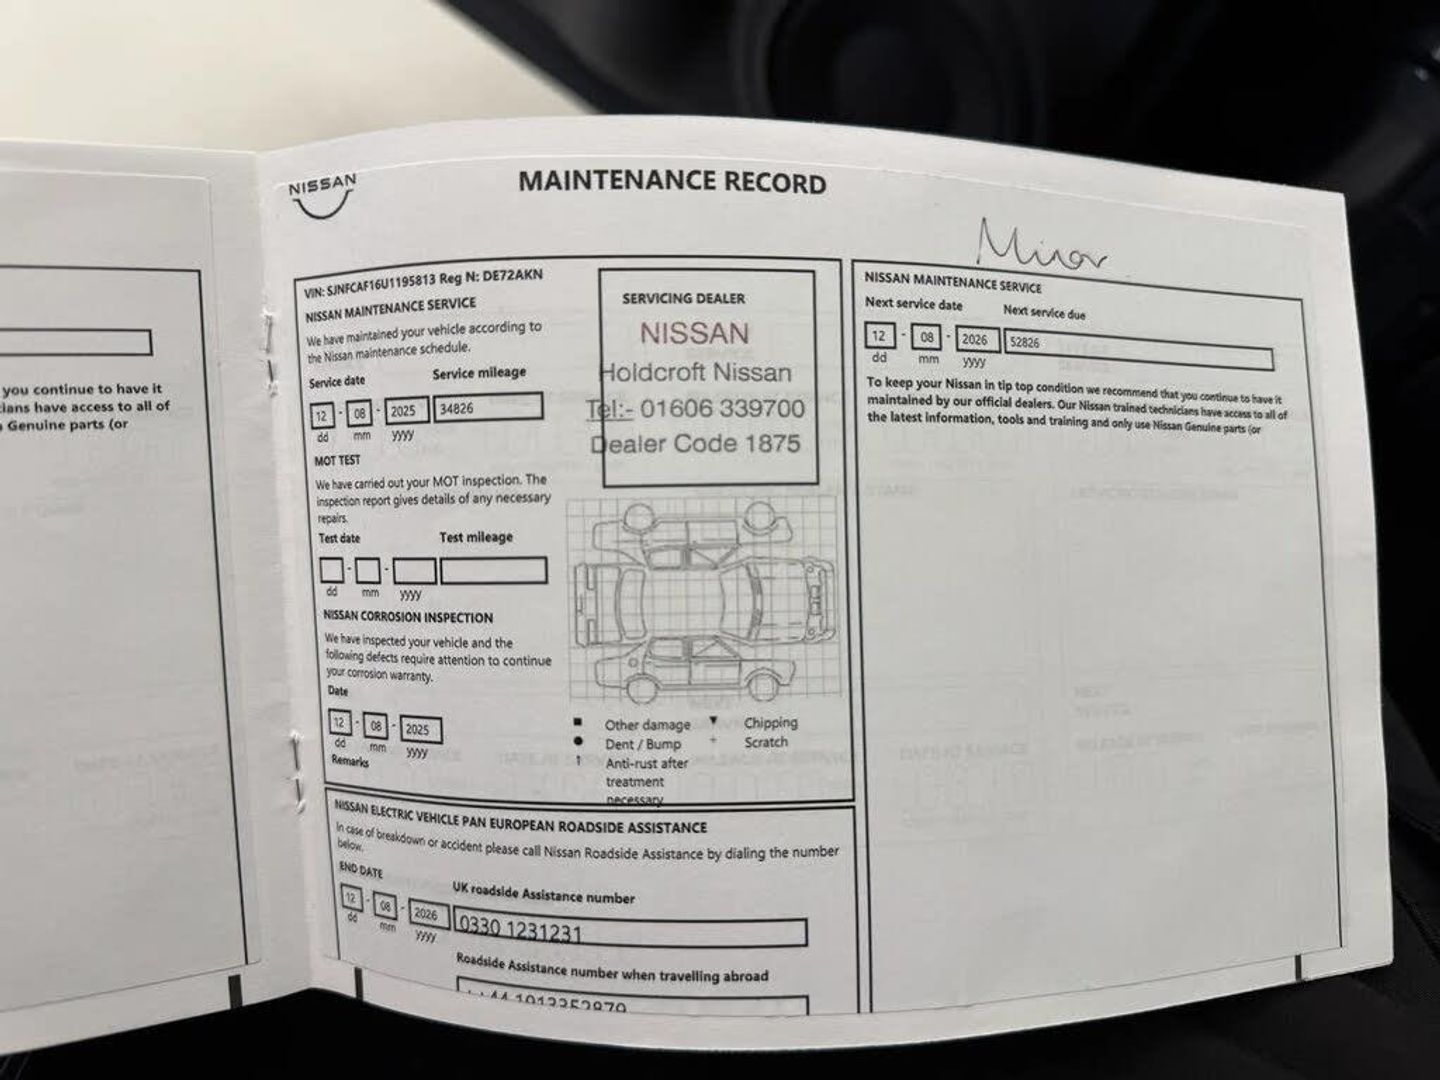 you continue to have it
ians have access to all of
Genuine parts (or
NISSAN
MAINTENANCE RECORD
Minor
VIN: SJNFCAF16U1195813 Reg N: DE72AKN
NISSAN MAINTENANCE SERVICE
We have maintained your vehicle according to
the Nissan maintenance schedule.
Service date
Service mileage
12 - 08 - 2025 34826
dd mm yyyy
MOT TEST
We have carried out your MOT inspection. The
inspection report gives details of any necessary
repairs.
Test date
Test mileage
- -
dd mm yyyy
NISSAN CORROSION INSPECTION
We have inspected your vehicle and the
following defects require attention to continue
your corrosion warranty.
Date
12 - 08 - 2025
dd mm yyyy
Remarks
SERVICING DEALER
NISSAN
Holdcroft Nissan
Tel:- 01606 339700
Dealer Code 1875
Other damage
Chipping
Dent / Bump
Scratch
Anti-rust after
treatment
necessary
NISSAN ELECTRIC VEHICLE PAN EUROPEAN ROADSIDE ASSISTANCE
In case of breakdown or accident please call Nissan Roadside Assistance by dialing the number
below.
END DATE
UK roadside Assistance number
12 - 08 - 2026 0330 1231231
dd mm yyyy
Roadside Assistance number when travelling abroad
NISSAN MAINTENANCE SERVICE
Next service date
Next service due
12 - 08 - 2026 52826
dd mm yyyy
To keep your Nissan in tip top condition we recommend that you continue to have it
maintained by our official dealers. Our Nissan trained technicians have access to all of
the latest information, tools and training and only use Nissan Genuine parts (or